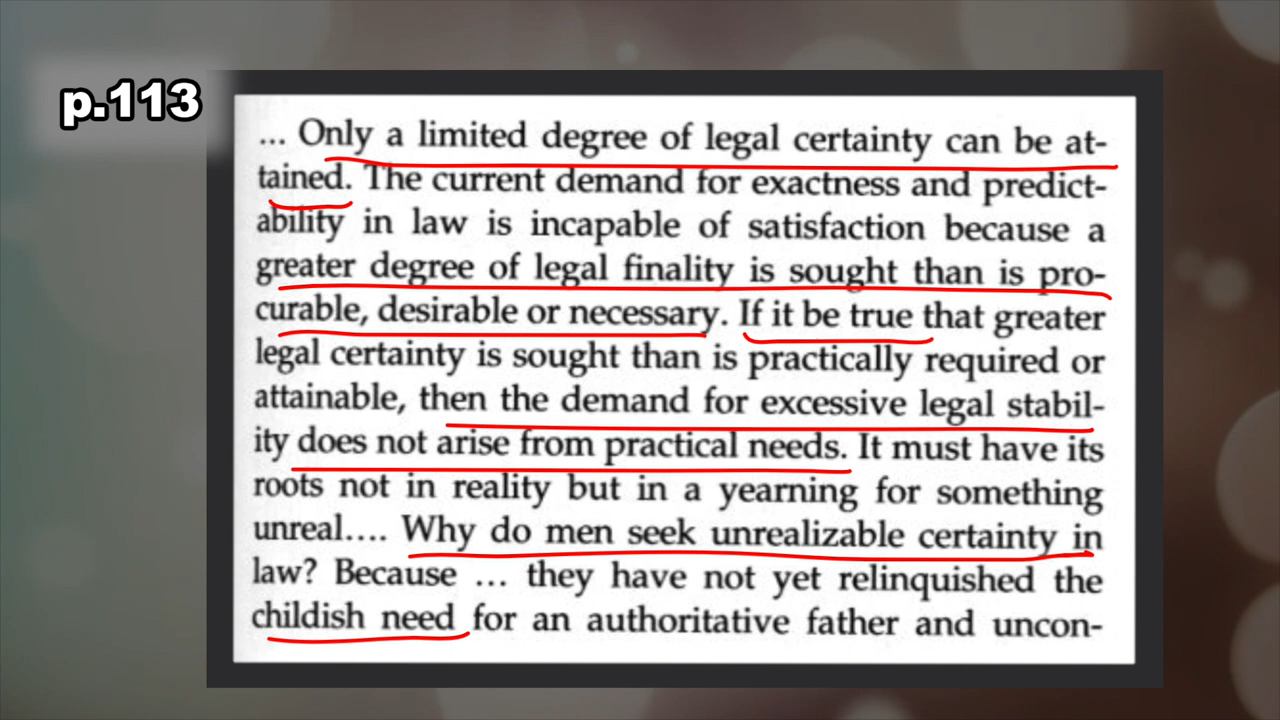 p.113
... Only a limited degree of legal certainty can be at-
tained. The current demand for exactness and predict-
ability in law is incapable of satisfaction because a
greater degree of legal finality is sought than is pro-
curable, desirable or necessary. If it be true that greater
legal certainty is sought than is practically required or
attainable, then the demand for excessive legal stabil-
ity does not arise from practical needs. It must have its
roots not in reality but in a yearning for something
unreal.... Why do men seek unrealizable certainty in
law? Because ... they have not yet relinquished the
childish need for an authoritative father and uncon-